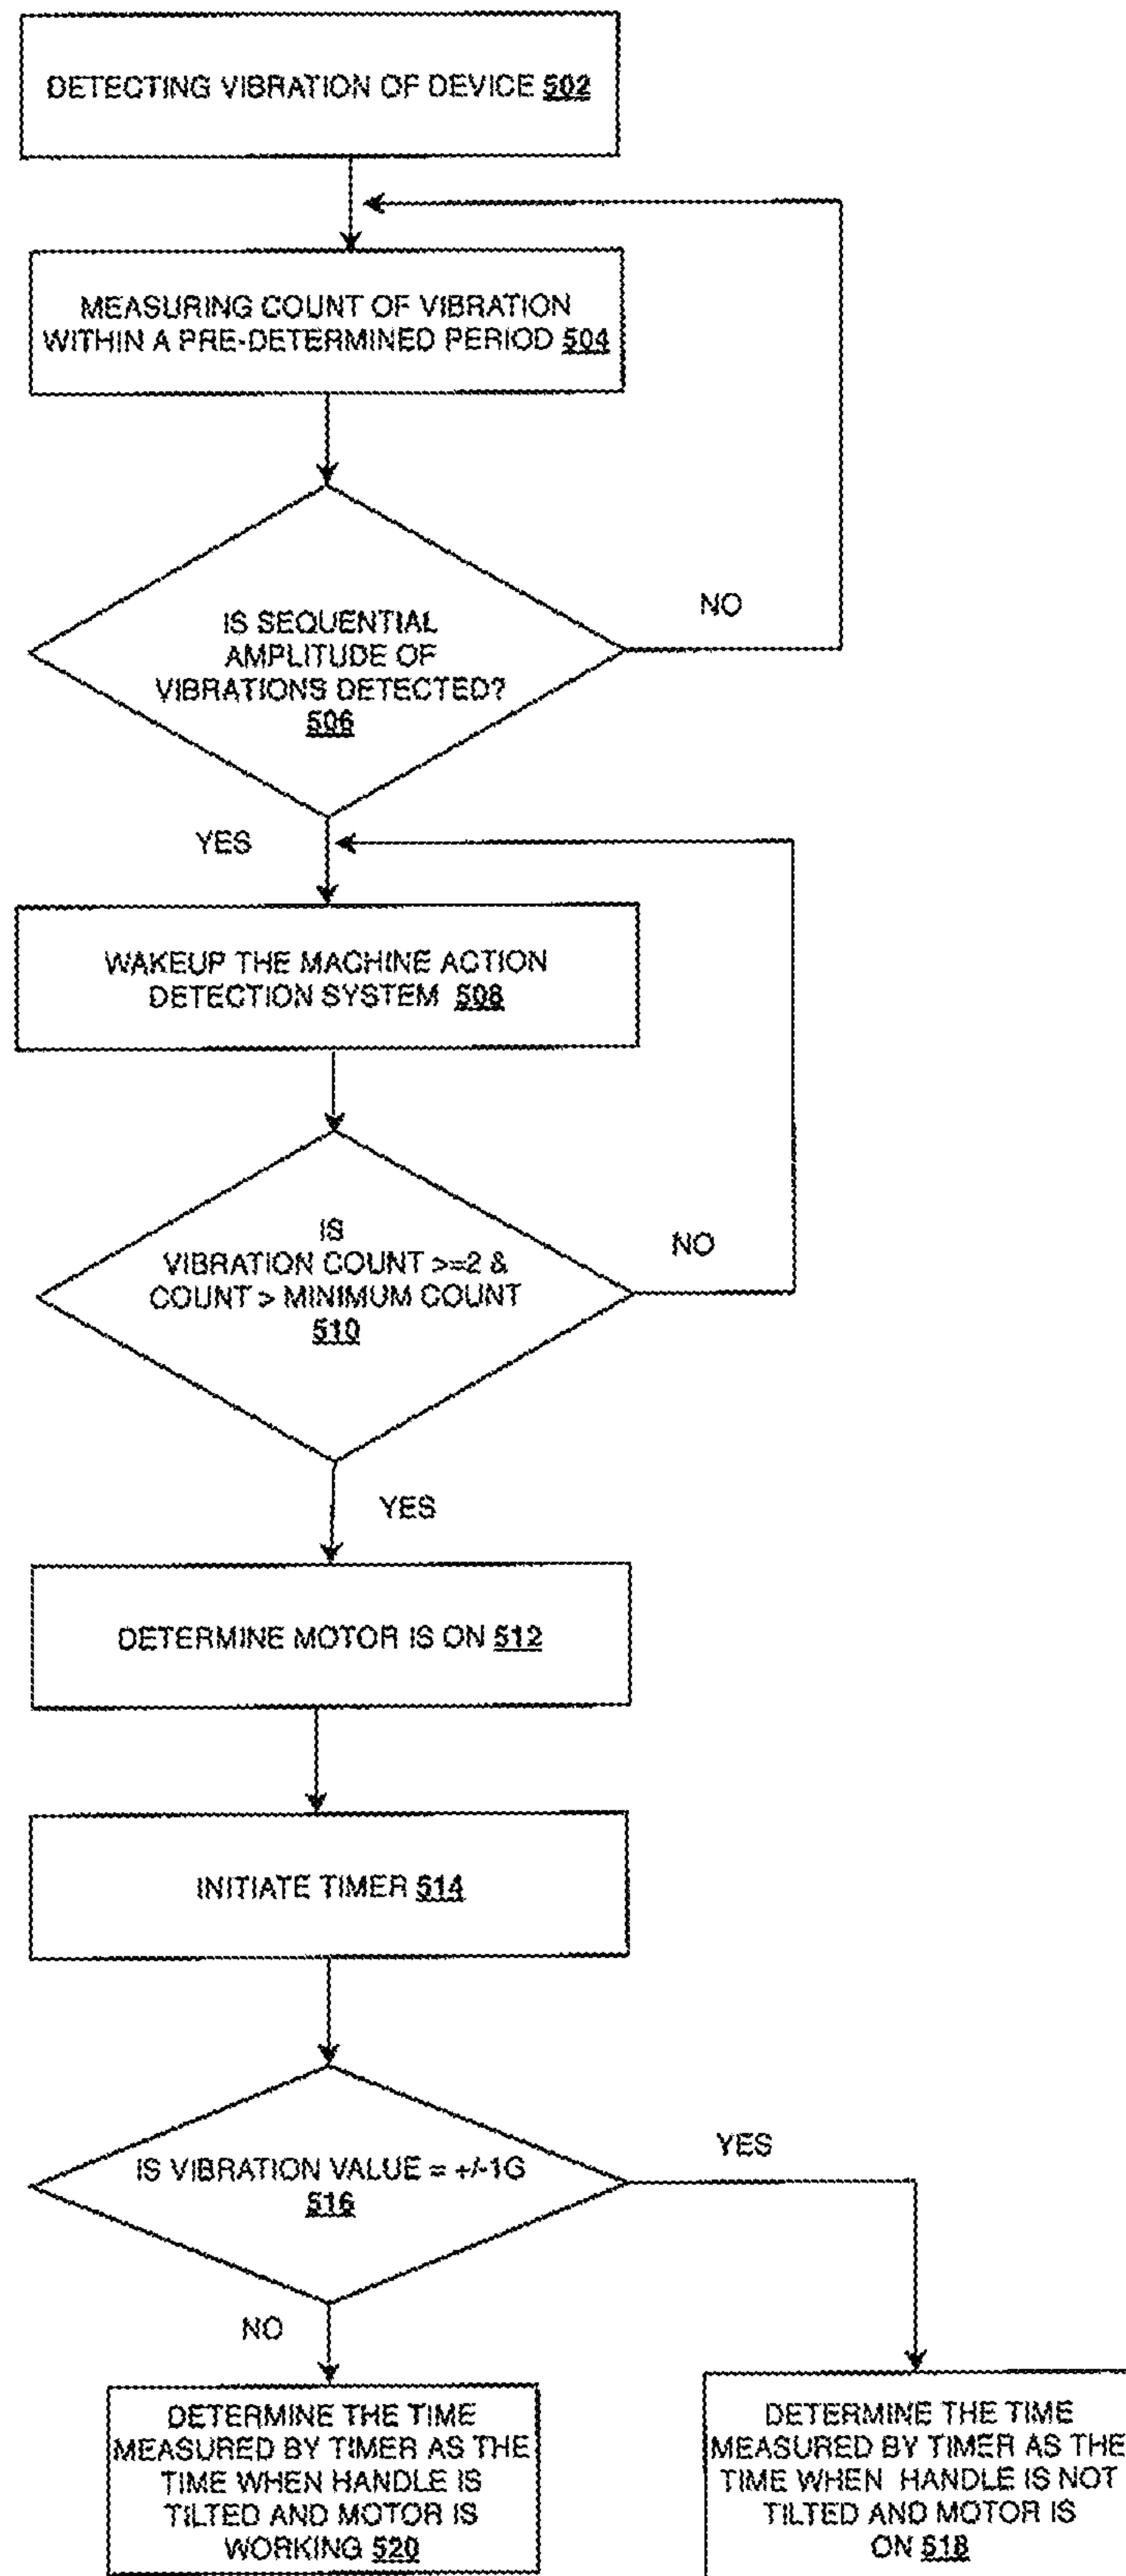 DETECTING VIBRATION OF DEVICE 502
MEASURING COUNT OF VIBRATION
WITHIN A PRE-DETERMINED PERIOD 504
IS SEQUENTIAL
AMPLITUDE OF
VIBRATIONS DETECTED?
506
NO
YES
WAKEUP THE MACHINE ACTION
DETECTION SYSTEM 508
IS
VIBRATION COUNT >=2 &
COUNT > MINIMUM COUNT
510
NO
YES
DETERMINE MOTOR IS ON 512
INITIATE TIMER 514
IS VIBRATION VALUE = +/-1G
516
YES
NO
DETERMINE THE TIME
MEASURED BY TIMER AS THE
TIME WHEN HANDLE IS
TILTED AND MOTOR IS
WORKING 520
DETERMINE THE TIME
MEASURED BY TIMER AS THE
TIME WHEN HANDLE IS NOT
TILTED AND MOTOR IS
ON 518